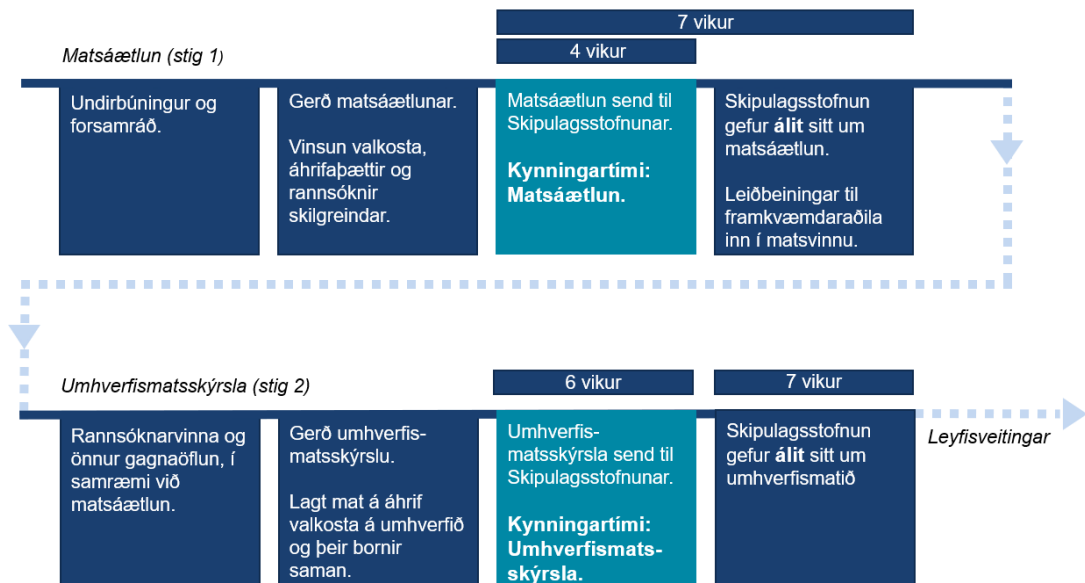 7 vikur
4 vikur
Matsáætlun (stig 1)
Undirbúningur og
forsamráð.
Gerð matsáætlunar.
Vinsun valkosta,
áhrifaþættir og
rannsóknir
skilgreindar.
Matsáætlun send til
Skipulagsstofnunar.
Kynningartími:
Matsáætlun.
Skipulagsstofnun
gefur álit sitt um
matsáætlun.
Leiðbeiningar til
framkvæmdaraðila
inn í matsvinnu.
Umhverfismatsskýrsla (stig 2)
6 vikur
7 vikur
Rannsóknarvinna og
önnur gagnaöflun, í
samræmi við
matsáætlun.
Gerð umhverfis-
matsskýrslu.
Lagt mat á áhrif
valkosta á umhverfið
og þeir bornir
saman.
Umhverfis-
matsskýrsla send til
Skipulagsstofnunar.
Kynningartími:
Umhverfismats-
skýrsla.
Skipulagsstofnun
gefur álit sitt um
umhverfismatið
Leyfisveitingar